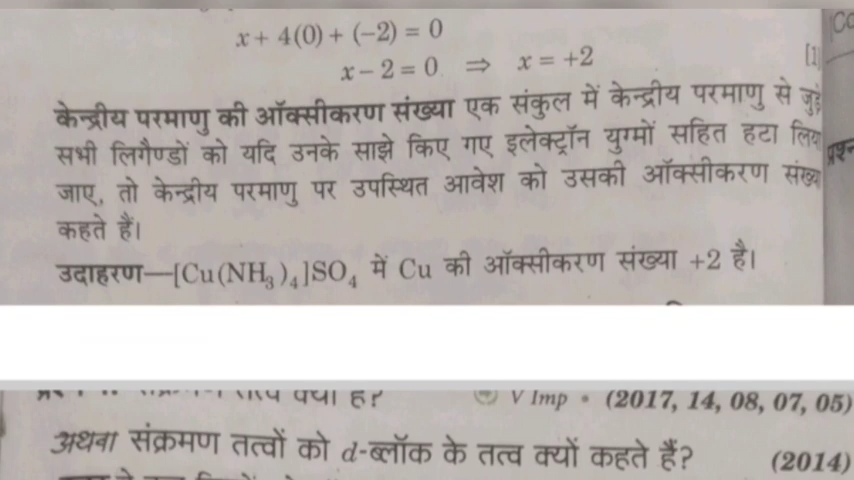 x + 4(0) + (−2) = 0
x − 2 = 0 ⇒ x = +2 [1]
केन्द्रीय परमाणु की ऑक्सीकरण संख्या एक संकुल में केन्द्रीय परमाणु से जुड़े
सभी लिगैण्डों को यदि उनके साझे किए गए इलेक्ट्रॉन युग्मों सहित हटा लिया
जाए, तो केन्द्रीय परमाणु पर उपस्थित आवेश को उसकी ऑक्सीकरण संख्या
कहते हैं।
उदाहरण—[Cu(NH₃)₄]SO₄ में Cu की ऑक्सीकरण संख्या +2 है।
तत्व क्या है? V Imp • (2017, 14, 08, 07, 05)
अथवा संक्रमण तत्वों को d-ब्लॉक के तत्व क्यों कहते हैं? (2014)